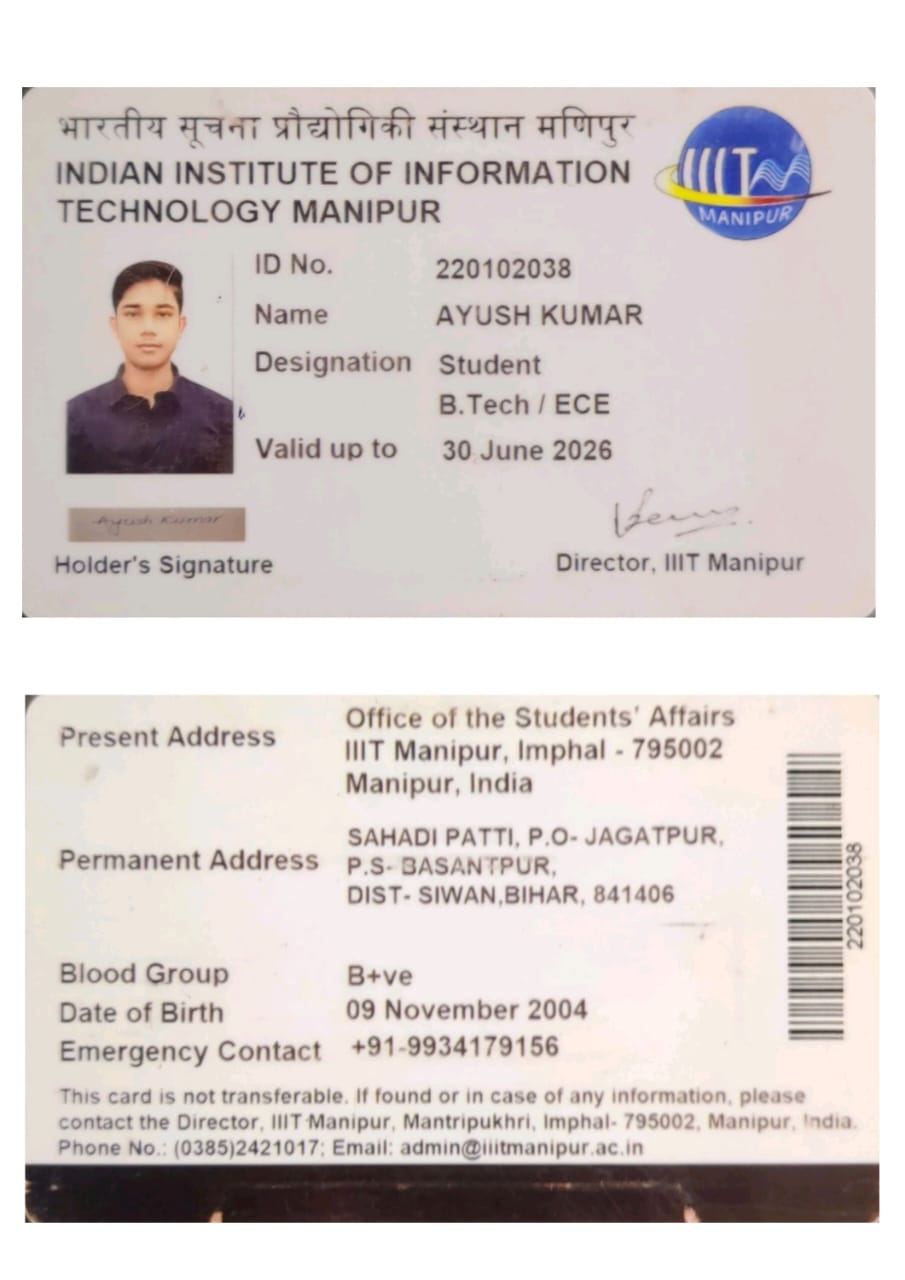 भारतीय सूचना प्रौद्योगिकी संस्थान मणिपुर
INDIAN INSTITUTE OF INFORMATION
TECHNOLOGY MANIPUR
IIIT
MANIPUR
ID No. 220102038
Name AYUSH KUMAR
Designation Student
B.Tech / ECE
Valid up to 30 June 2026
Ayush Kumar
Holder's Signature
Director, IIIT Manipur
Present Address Office of the Students' Affairs
IIIT Manipur, Imphal - 795002
Manipur, India
Permanent Address SAHADI PATTI, P.O- JAGATPUR,
P.S- BASANTPUR,
DIST- SIWAN,BIHAR, 841406
220102038
Blood Group B+ve
Date of Birth 09 November 2004
Emergency Contact +91-9934179156
This card is not transferable. If found or in case of any information, please
contact the Director, IIIT Manipur, Mantripukhri, Imphal- 795002, Manipur, India.
Phone No.: (0385)2421017; Email: admin@iiitmanipur.ac.in